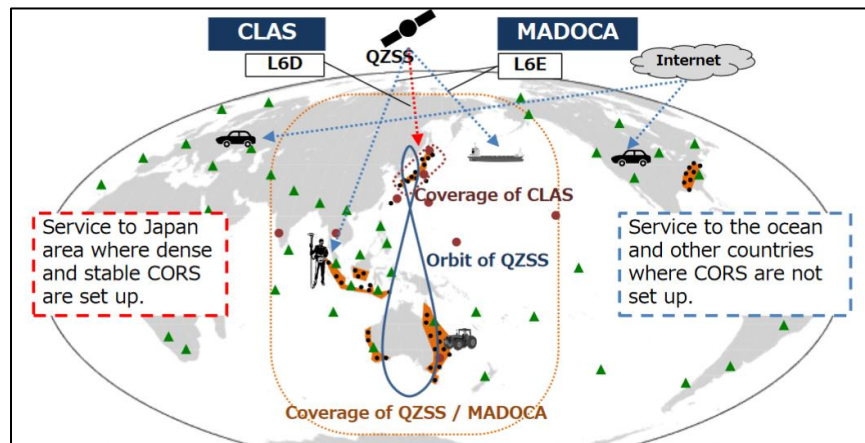 CLAS
MADOCA
QZSS
L6D
L6E
Internet
Coverage of CLAS
Service to Japan
area where dense
and stable CORS
are set up.
Orbit of QZSS
Service to the ocean
and other countries
where CORS are not
set up.
Coverage of QZSS / MADOCA